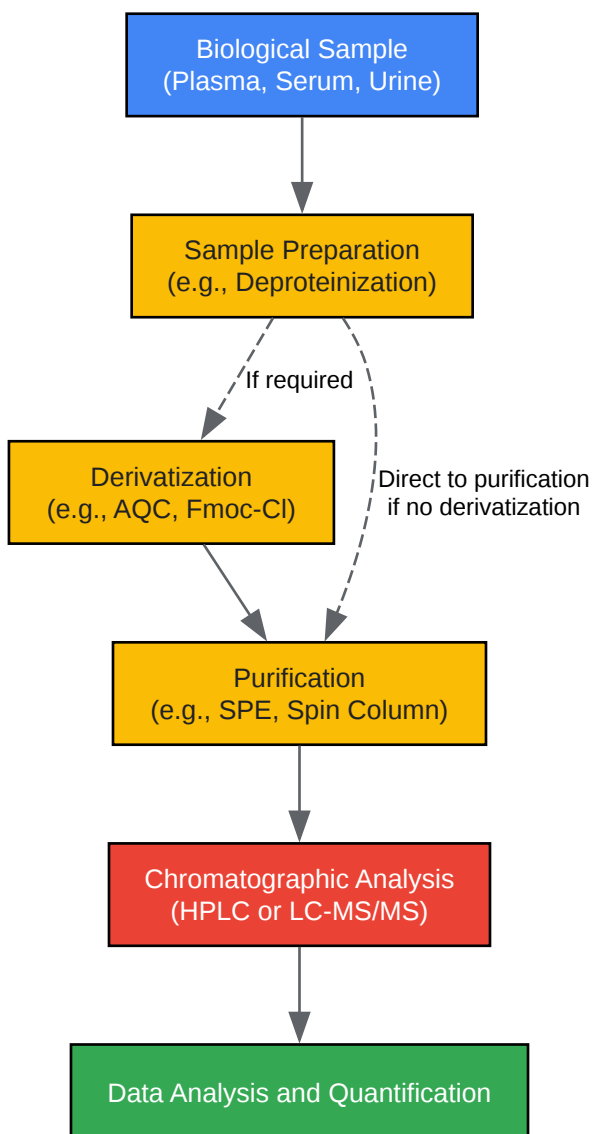 Biological Sample
(Plasma, Serum, Urine)
Sample Preparation
(e.g., Deproteinization)
If required
Direct to purification
if no derivatization
Derivatization
(e.g., AQC, Fmoc-Cl)
Purification
(e.g., SPE, Spin Column)
Chromatographic Analysis
(HPLC or LC-MS/MS)
Data Analysis and Quantification